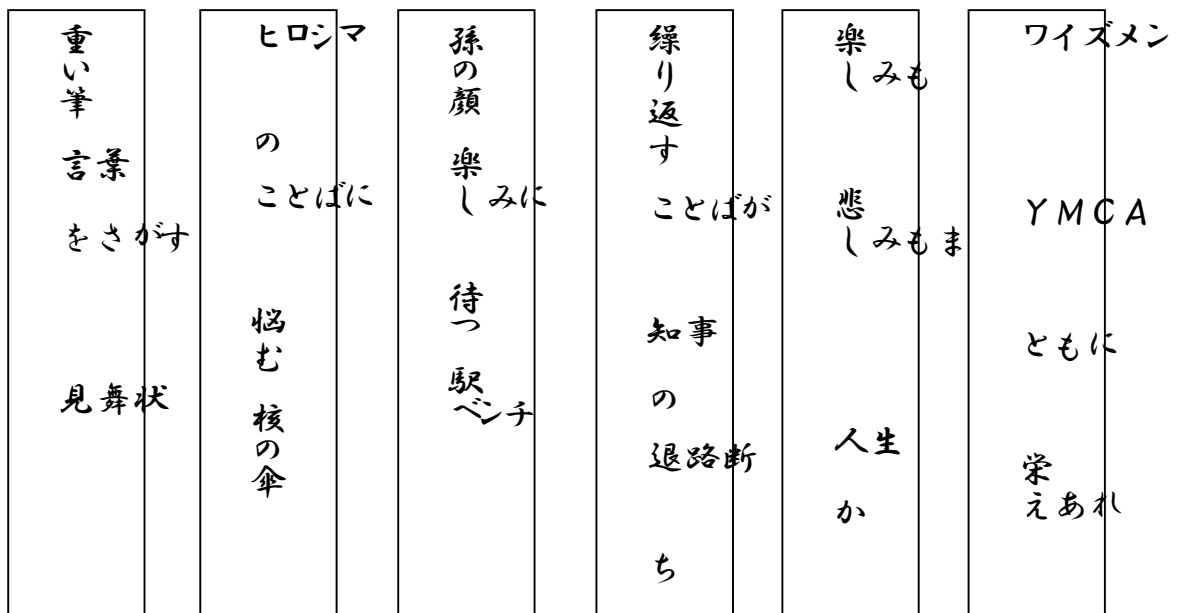 ワイズメン YMCA ともに 栄えあれ
楽しみも 悲しみもま 人生 か
繰り返す ことばが 知事 の 退路断 ち
孫の顔 楽しみに 待つ 駅ベンチ
ヒロシマ の ことばに 悩む 核の傘
重い筆 言葉 をさがす 見舞状